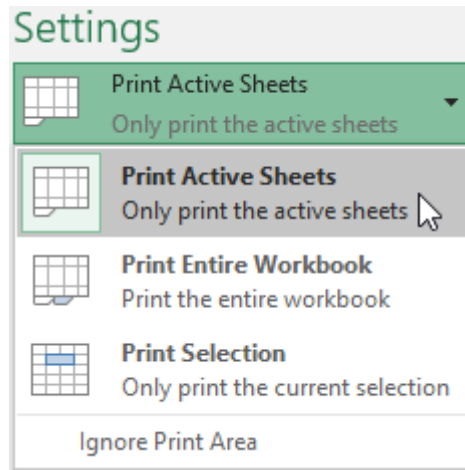 Settings
Print Active Sheets
Only print the active sheets
Print Active Sheets
Only print the active sheets
Print Entire Workbook
Print the entire workbook
Print Selection
Only print the current selection
Ignore Print Area